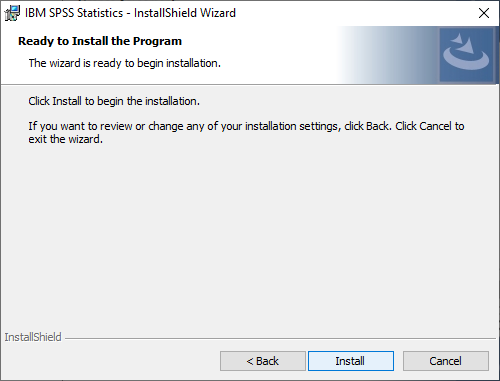 IBM SPSS Statistics - InstallShield Wizard
Ready to Install the Program
The wizard is ready to begin installation.
Click Install to begin the installation.
If you want to review or change any of your installation settings, click Back. Click Cancel to
exit the wizard.
InstallShield
< Back Install Cancel